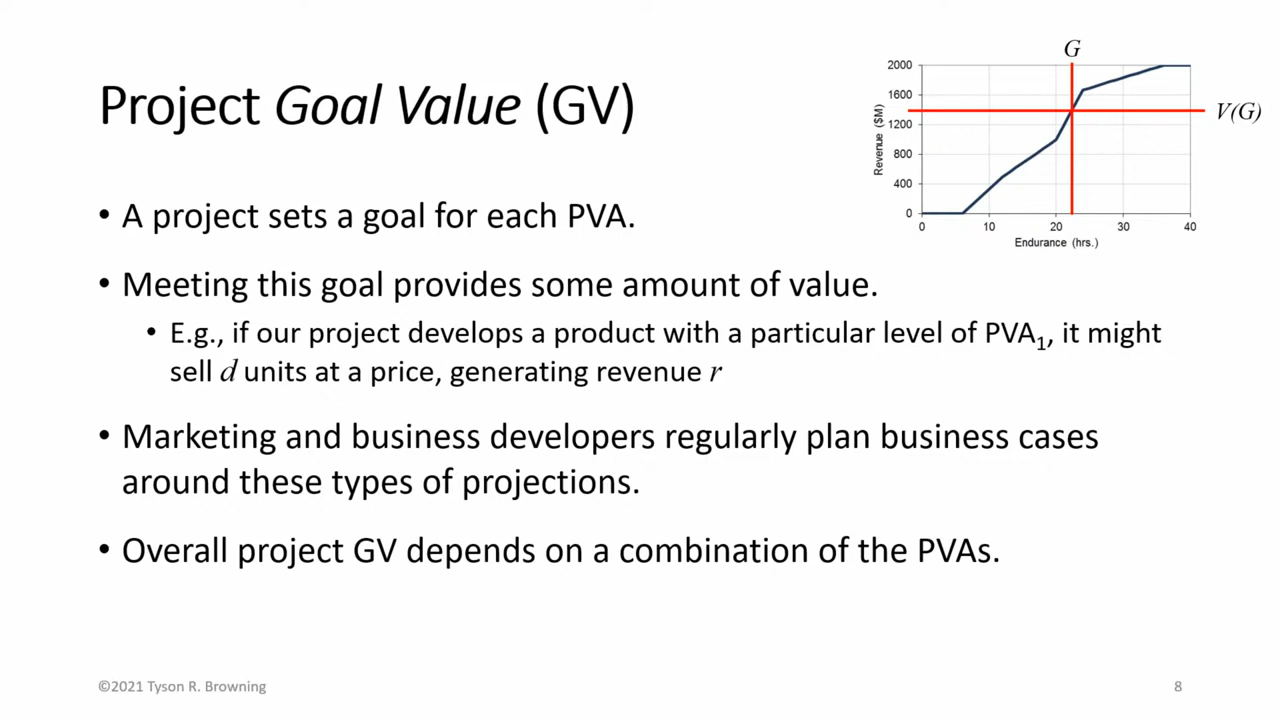 Project Goal Value (GV)
G
2000
1600
1200
800
400
0
Revenue ($M)
V(G)
0 10 20 30 40
Endurance (hrs.)
• A project sets a goal for each PVA.
• Meeting this goal provides some amount of value.
• E.g., if our project develops a product with a particular level of PVA1, it might
sell d units at a price, generating revenue r
• Marketing and business developers regularly plan business cases
around these types of projections.
• Overall project GV depends on a combination of the PVAs.
©2021 Tyson R. Browning
8